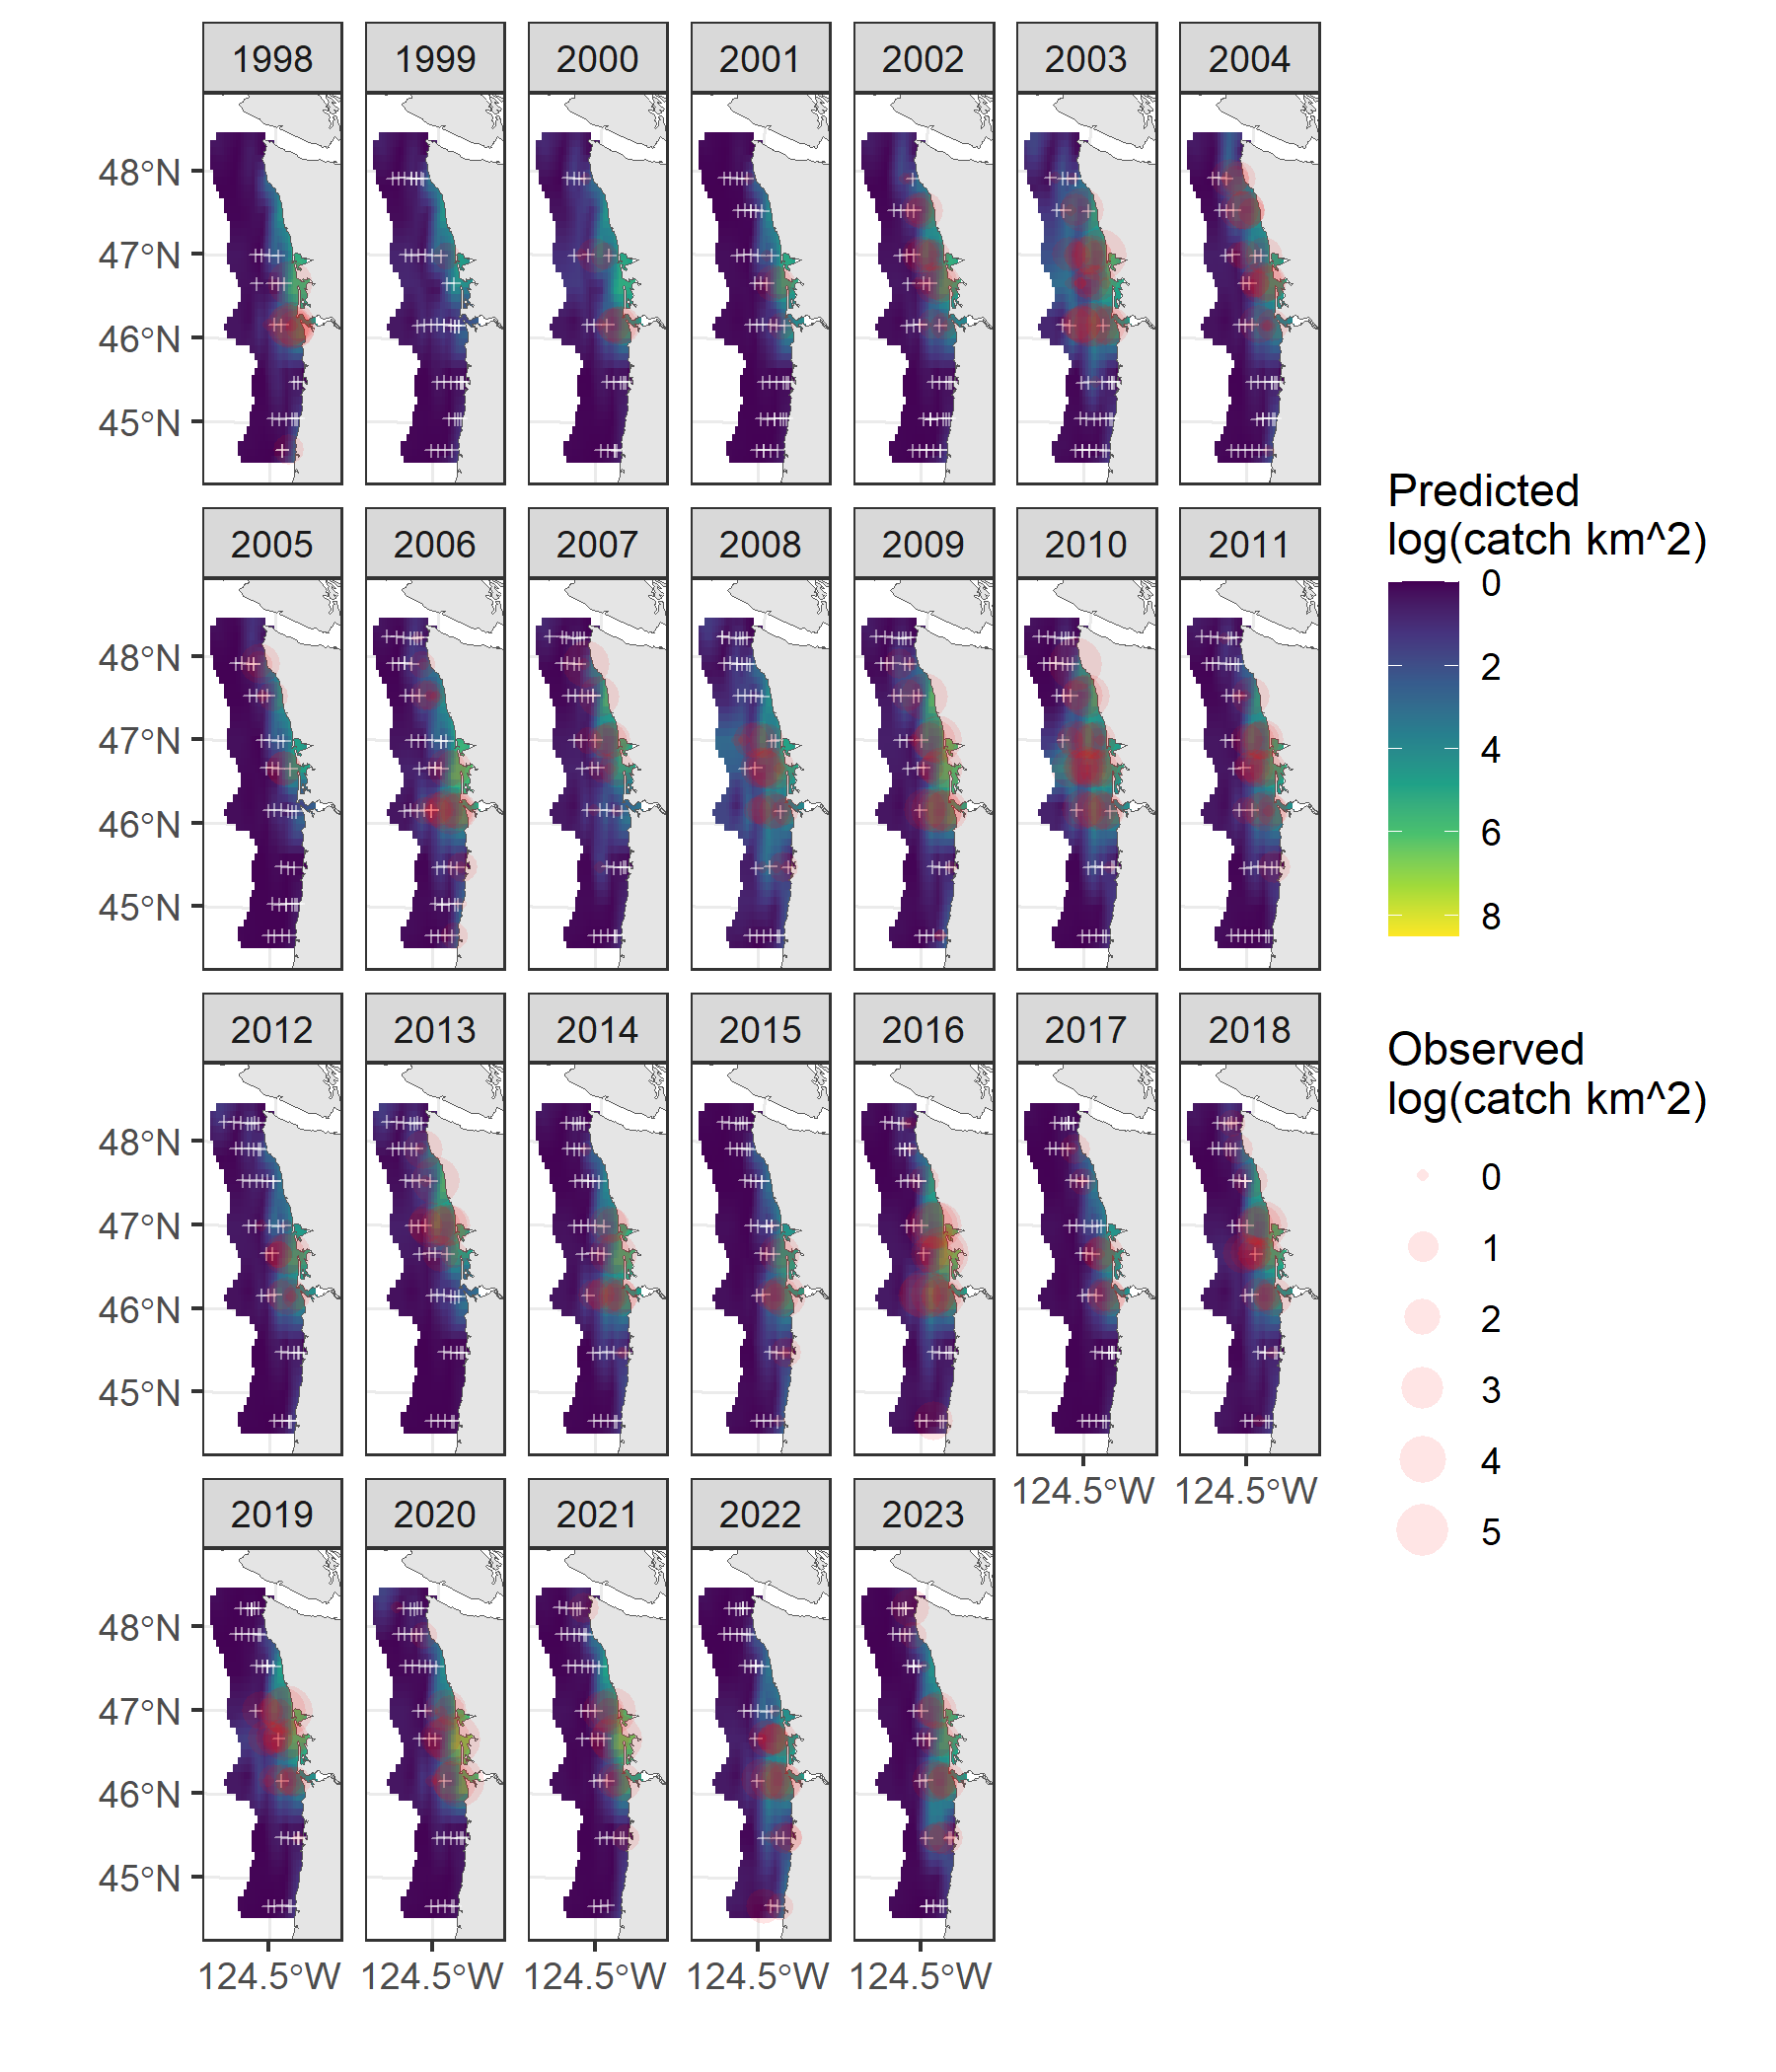 1998 1999 2000 2001 2002 2003 2004
48°N
47°N
46°N
45°N
2005 2006 2007 2008 2009 2010 2011
48°N
47°N
46°N
45°N
2012 2013 2014 2015 2016 2017 2018
48°N
47°N
46°N
45°N
124.5°W 124.5°W
2019 2020 2021 2022 2023
48°N
47°N
46°N
45°N
124.5°W 124.5°W 124.5°W 124.5°W 124.5°W
Predicted
log(catch km^2)
0
2
4
6
8
Observed
log(catch km^2)
0
1
2
3
4
5